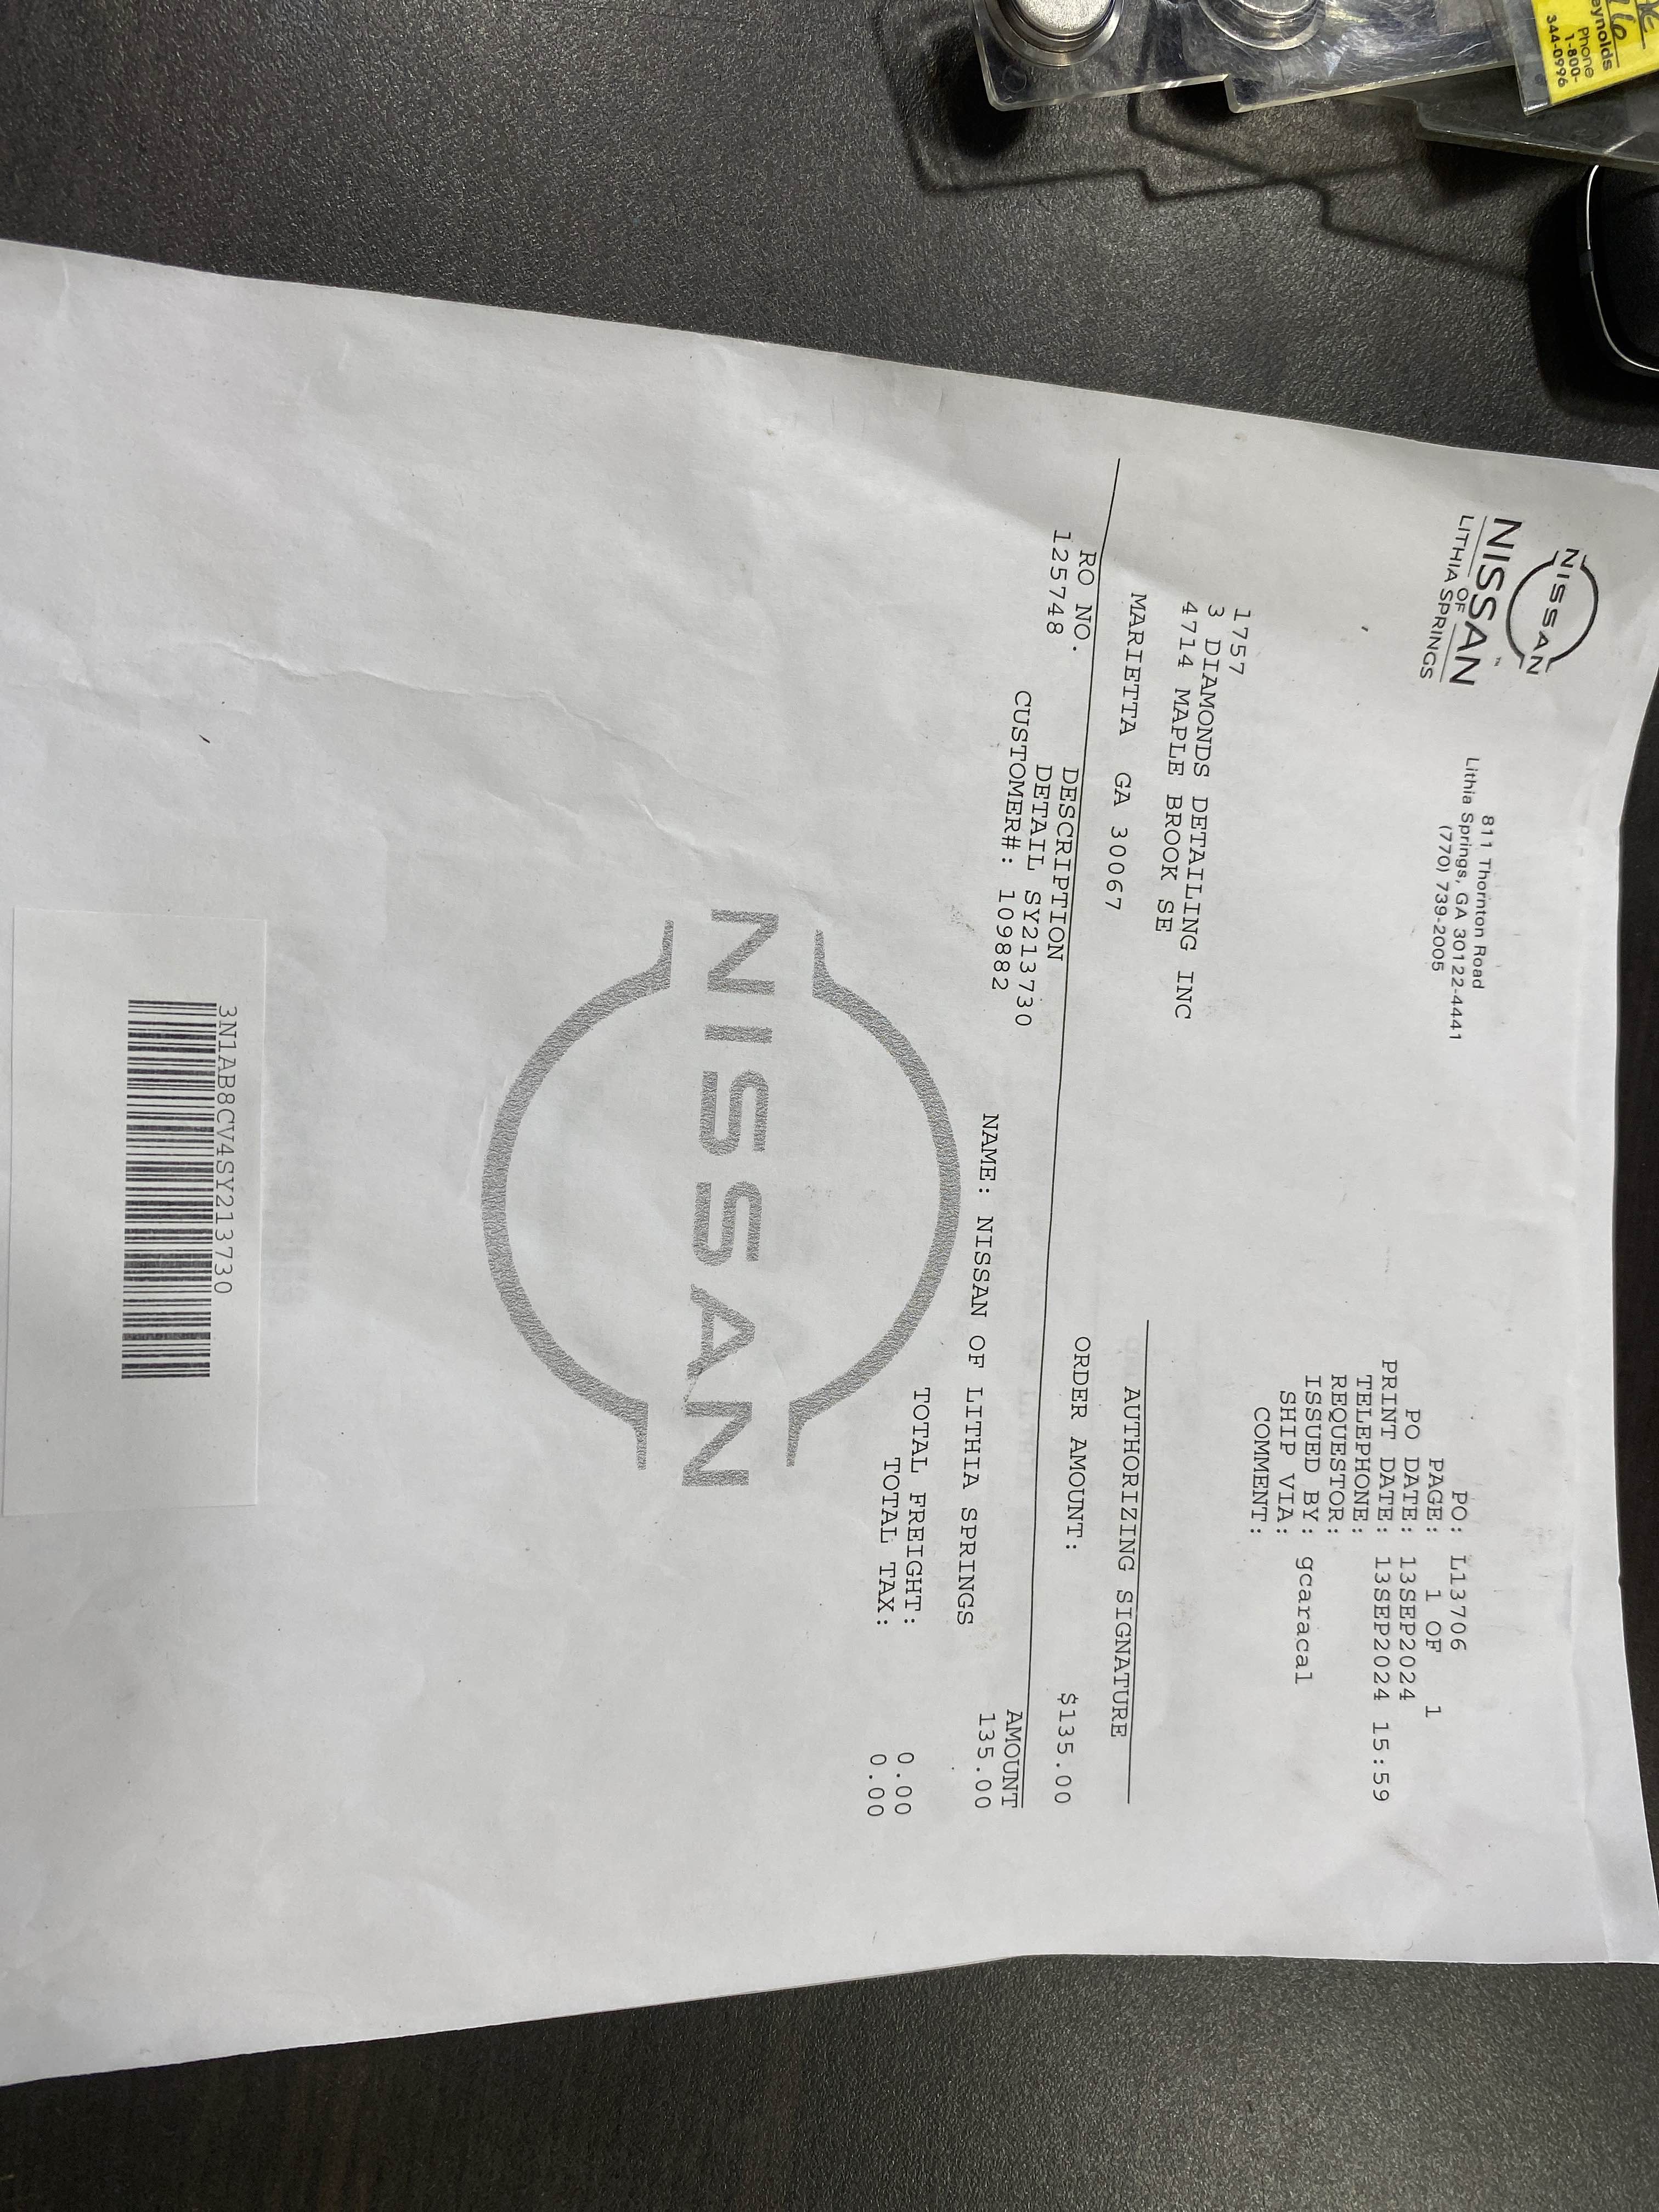 NISSAN
NISSAN
OF
LITHIA SPRINGS
811 Thornton Road
Lithia Springs, GA 30122-4441
(770) 739-2005
PO: L13706
PAGE: 1 OF 1
PO DATE: 13SEP2024
PRINT DATE: 13SEP2024 15:59
TELEPHONE:
REQUESTOR:
ISSUED BY: gcaracal
SHIP VIA:
COMMENT:
1757
3 DIAMONDS DETAILING INC
4714 MAPLE BROOK SE
MARIETTA GA 30067
AUTHORIZING SIGNATURE
ORDER AMOUNT: $135.00
RO NO. DESCRIPTION AMOUNT
125748 DETAIL SY213730 135.00
CUSTOMER#: 109882 NAME: NISSAN OF LITHIA SPRINGS
TOTAL FREIGHT: 0.00
TOTAL TAX: 0.00
NISSAN
3N1AB8CV4SY213730
Phone
1-800-
344-0996